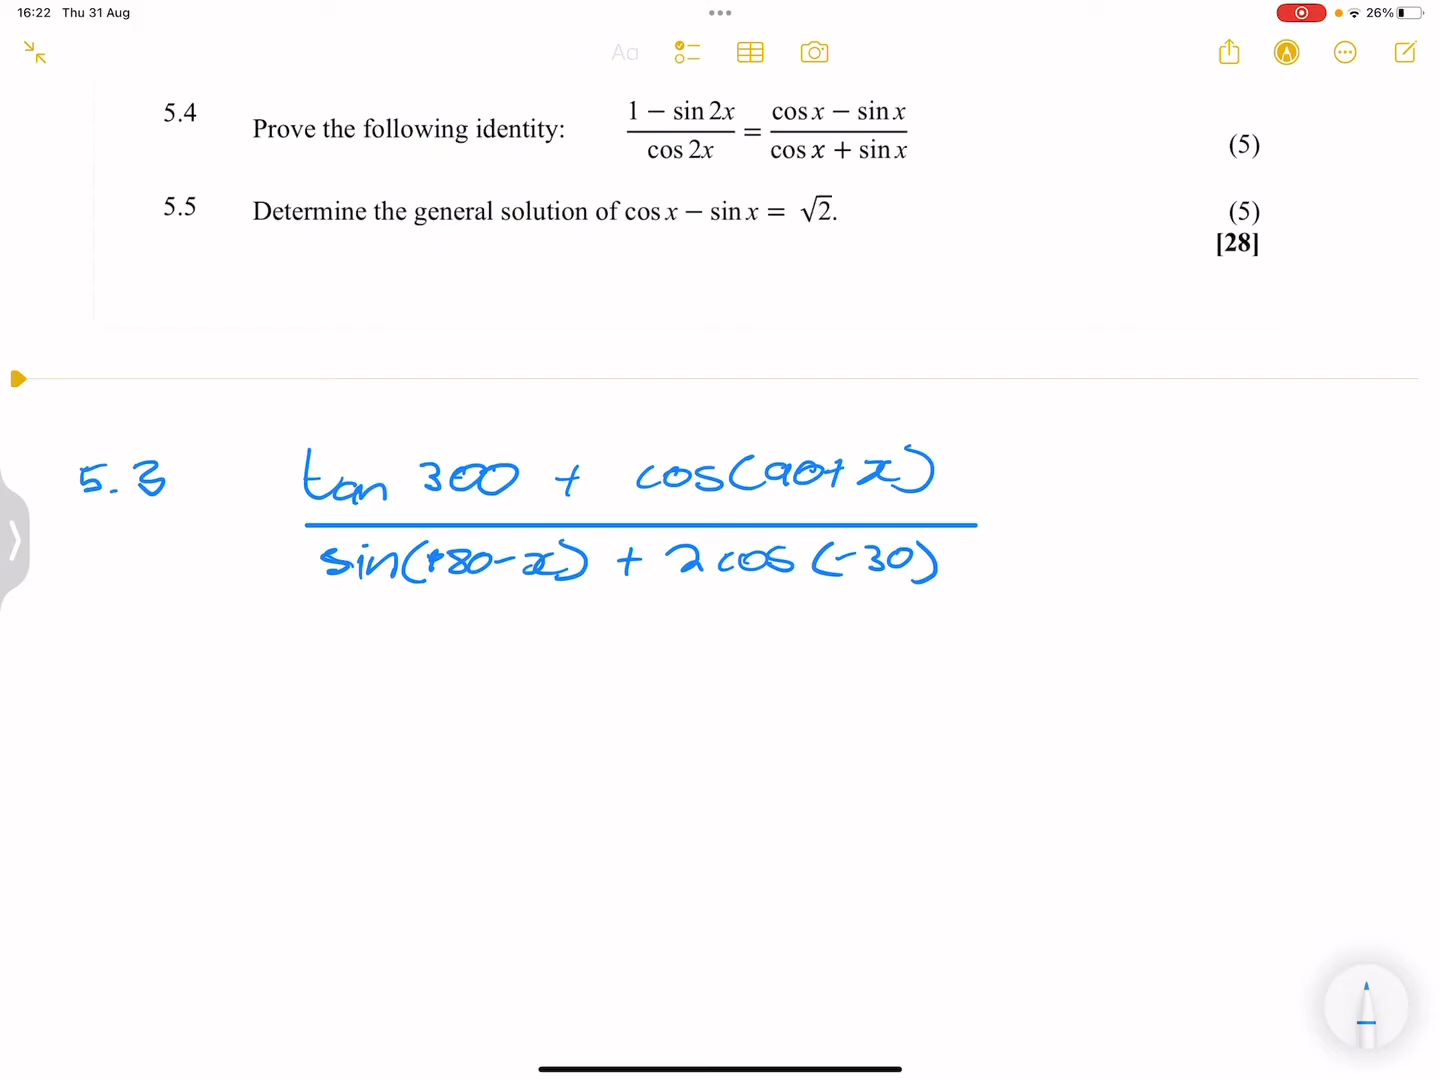 16:22 Thu 31 Aug
26%
Aa
5.4 Prove the following identity: (1 − sin 2x)/(cos 2x) = (cos x − sin x)/(cos x + sin x) (5)
5.5 Determine the general solution of cos x − sin x = √2. (5)
[28]
5.3 tan 300 + cos(90+x)
sin(180-x) + 2 cos (-30)